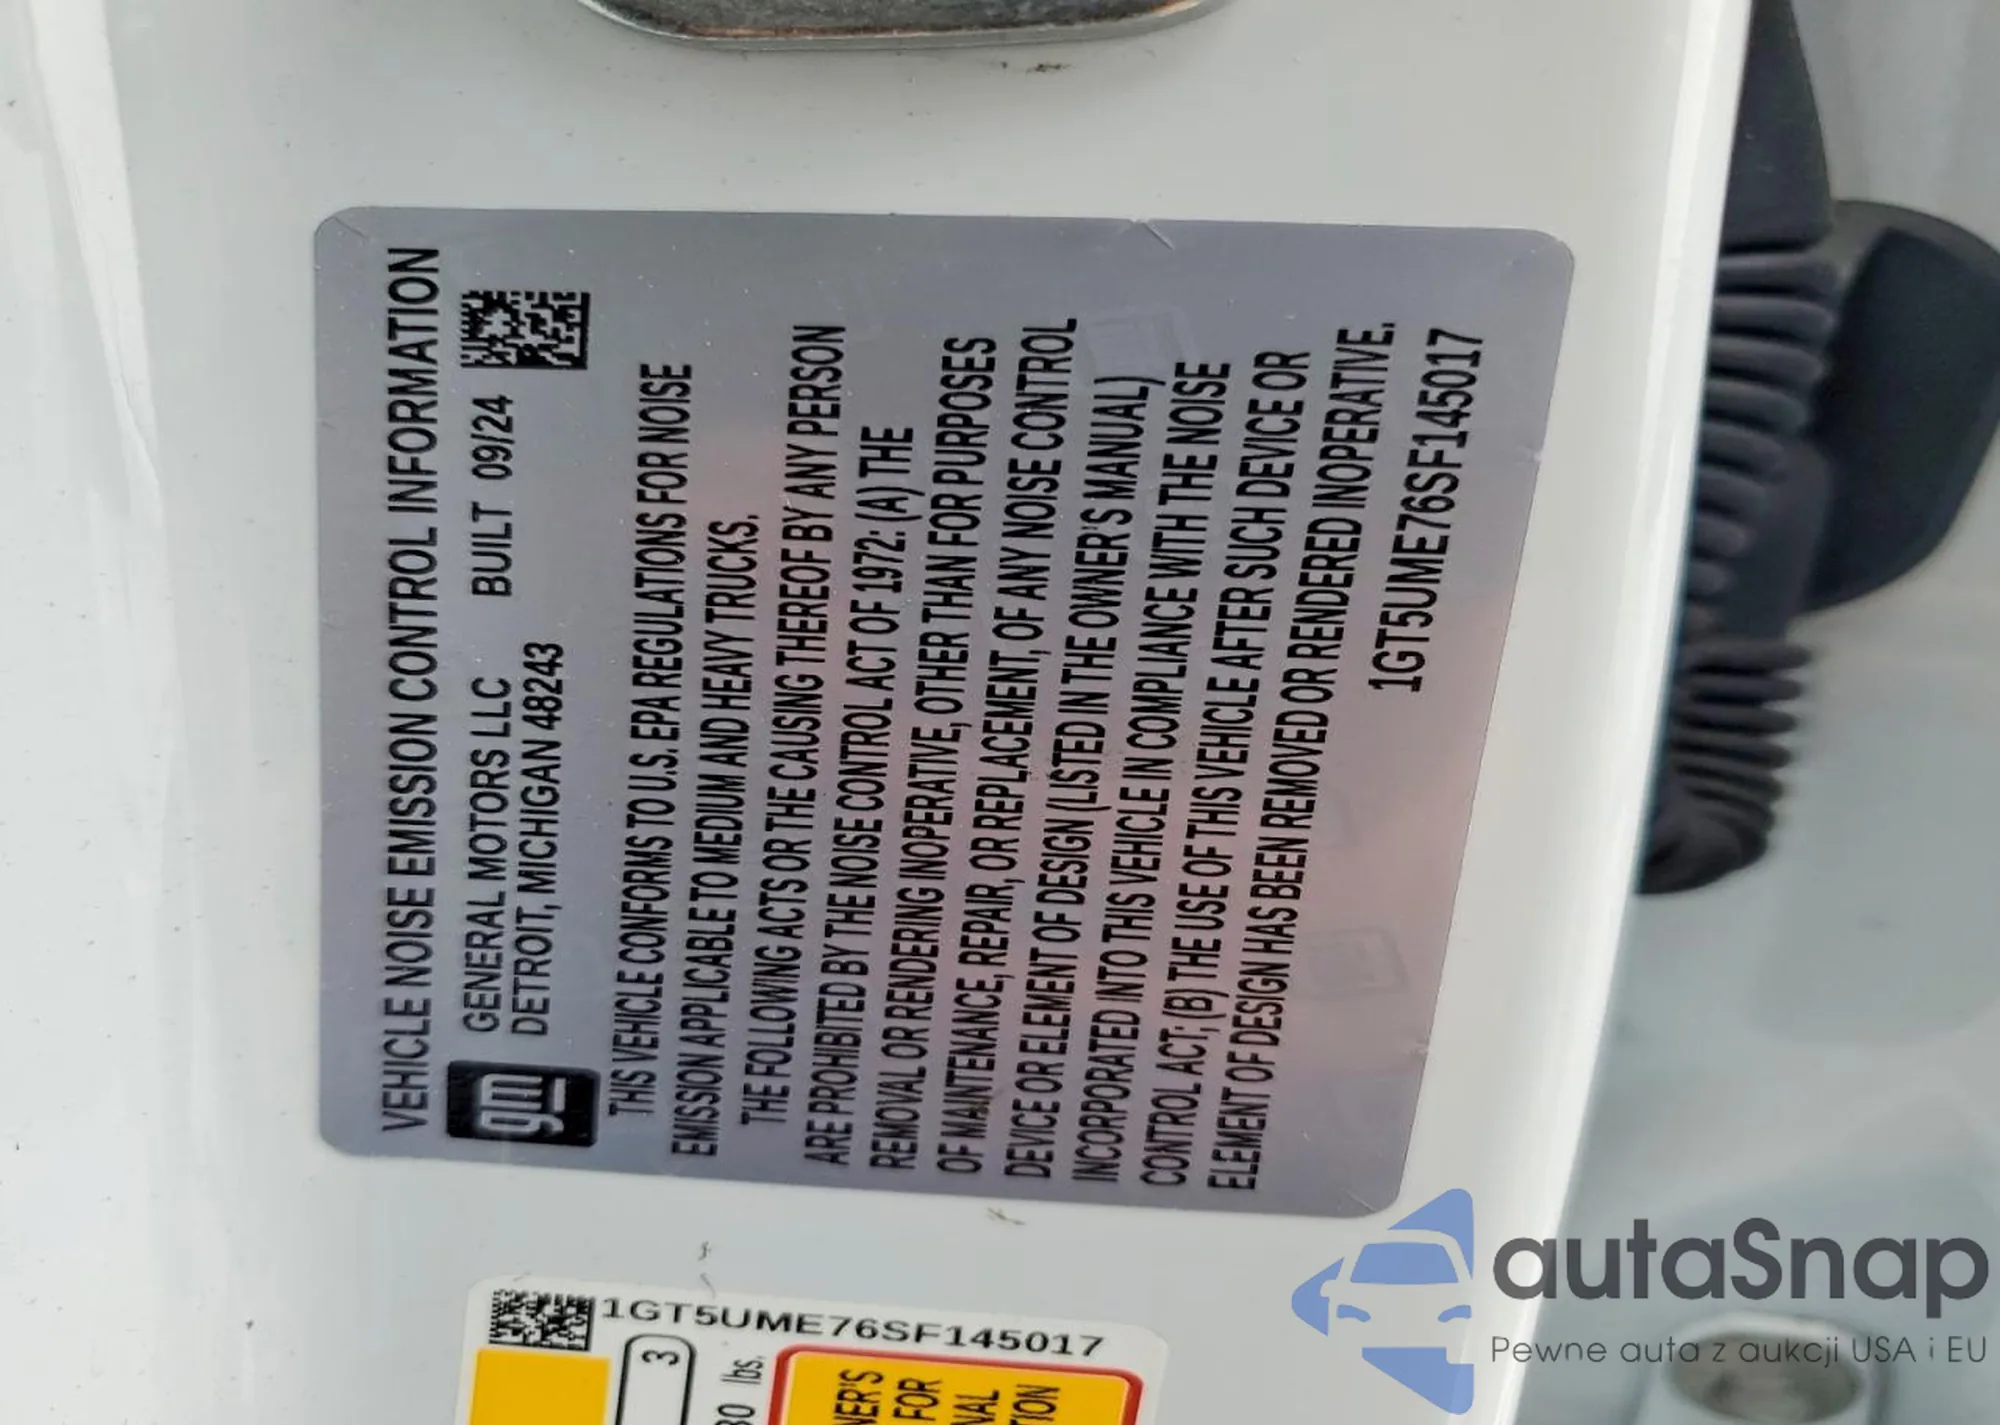 VEHICLE NOISE EMISSION CONTROL INFORMATION
gm
GENERAL MOTORS LLC BUILT 09/24
DETROIT, MICHIGAN 48243
THIS VEHICLE CONFORMS TO U.S. EPA REGULATIONS FOR NOISE
EMISSION APPLICABLE TO MEDIUM AND HEAVY TRUCKS.
THE FOLLOWING ACTS OR THE CAUSING THEREOF BY ANY PERSON
ARE PROHIBITED BY THE NOISE CONTROL ACT OF 1972: (A) THE
REMOVAL OR RENDERING INOPERATIVE, OTHER THAN FOR PURPOSES
OF MAINTENANCE, REPAIR, OR REPLACEMENT, OF ANY NOISE CONTROL
DEVICE OR ELEMENT OF DESIGN (LISTED IN THE OWNER'S MANUAL)
INCORPORATED INTO THIS VEHICLE IN COMPLIANCE WITH THE NOISE
CONTROL ACT; (B) THE USE OF THIS VEHICLE AFTER SUCH DEVICE OR
ELEMENT OF DESIGN HAS BEEN REMOVED OR RENDERED INOPERATIVE.
1GT5UME76SF145017
1GT5UME76SF145017
3
lbs.
FOR
autaSnap
Pewne auta z aukcji USA i EU